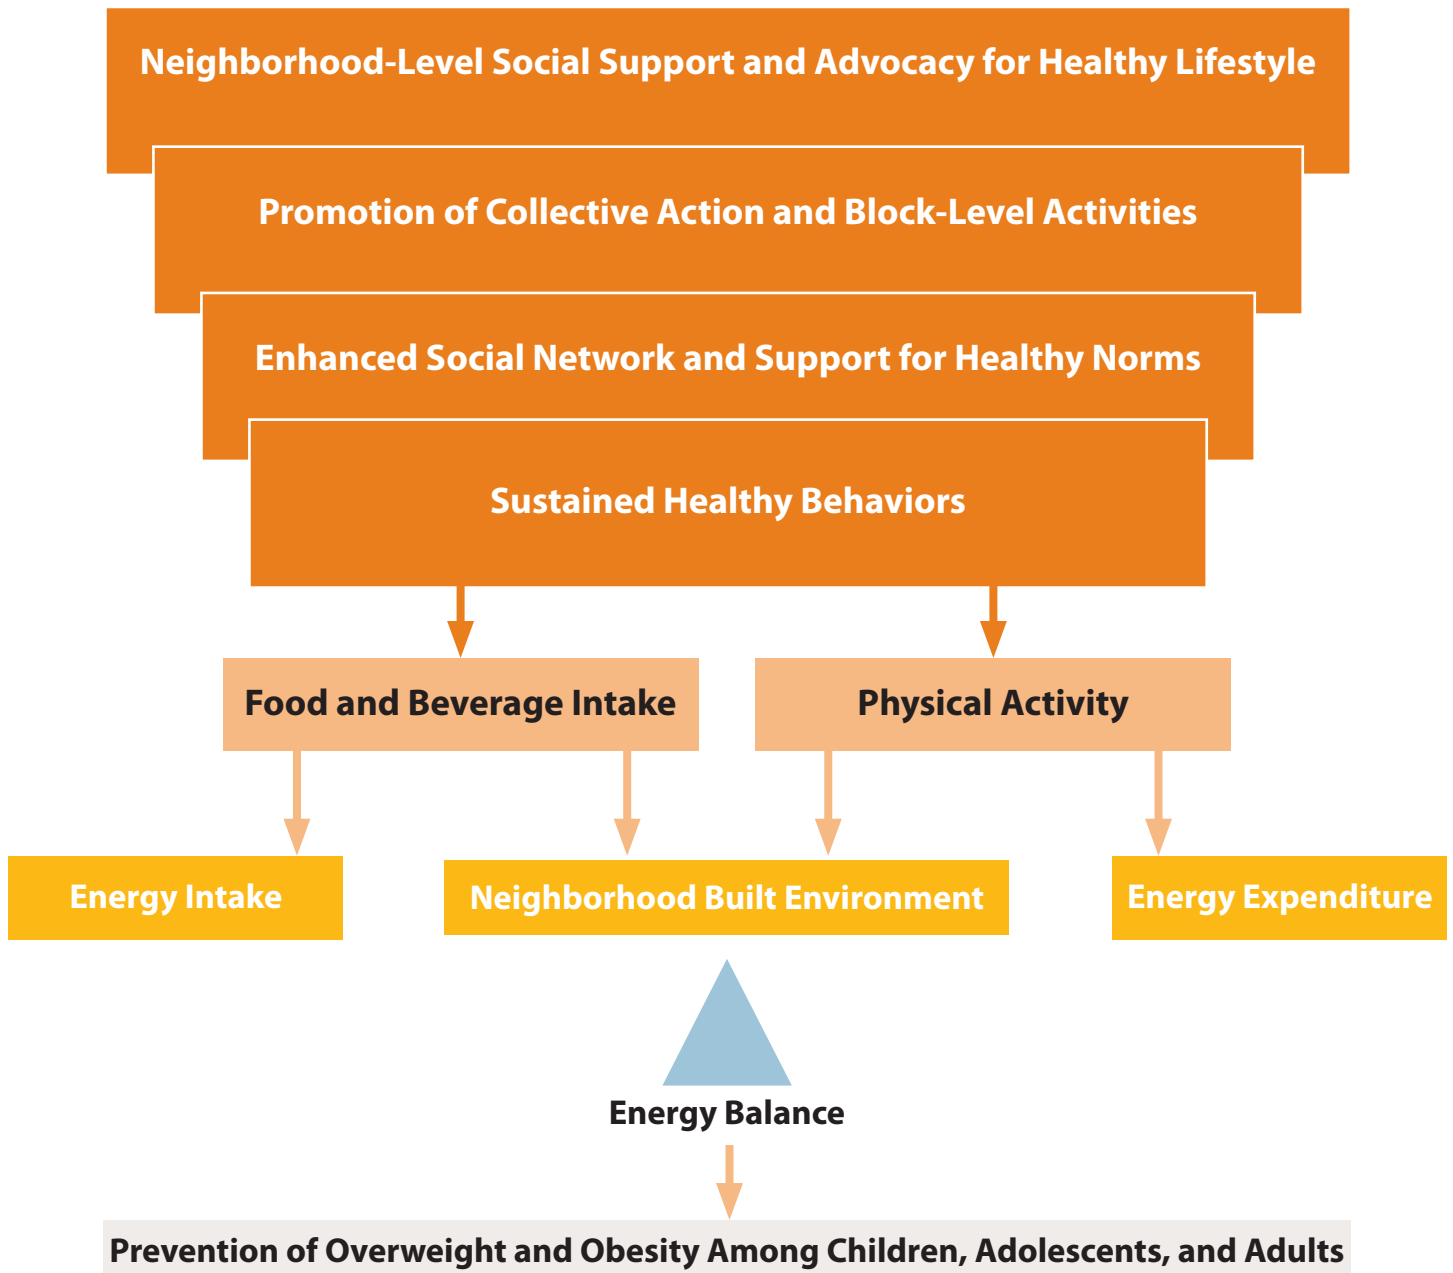 Neighborhood-Level Social Support and Advocacy for Healthy Lifestyle
Promotion of Collective Action and Block-Level Activities
Enhanced Social Network and Support for Healthy Norms
Sustained Healthy Behaviors
Food and Beverage Intake
Physical Activity
Energy Intake
Neighborhood Built Environment
Energy Expenditure
Energy Balance
Prevention of Overweight and Obesity Among Children, Adolescents, and Adults